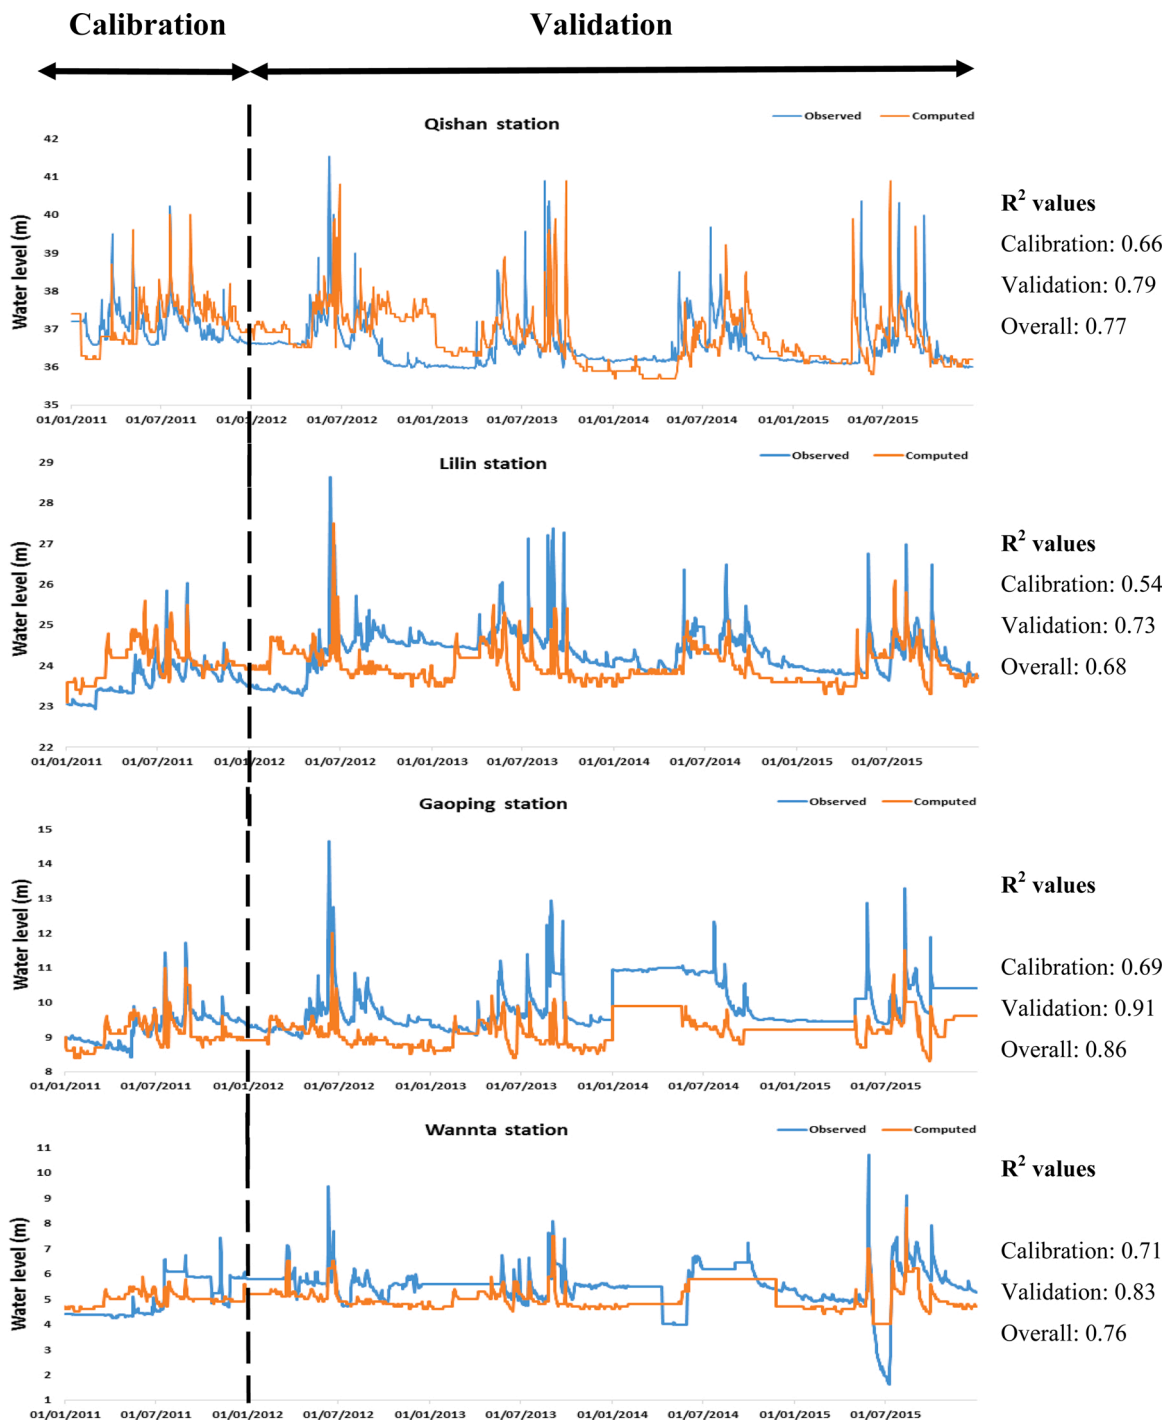 Calibration
Validation
Qishan station
Observed
Computed
Water level (m)
42
41
40
39
38
37
36
35
01/01/2011
01/07/2011
01/01/2012
01/07/2012
01/01/2013
01/07/2013
01/01/2014
01/07/2014
01/01/2015
01/07/2015
R² values
Calibration: 0.66
Validation: 0.79
Overall: 0.77
Lilin station
Observed
Computed
Water level (m)
29
28
27
26
25
24
23
22
01/01/2011
01/07/2011
01/01/2012
01/07/2012
01/01/2013
01/07/2013
01/01/2014
01/07/2014
01/01/2015
01/07/2015
R² values
Calibration: 0.54
Validation: 0.73
Overall: 0.68
Gaoping station
Observed
Computed
Water level (m)
15
14
13
12
11
10
9
8
01/01/2011
01/07/2011
01/01/2012
01/07/2012
01/01/2013
01/07/2013
01/01/2014
01/07/2014
01/01/2015
01/07/2015
R² values
Calibration: 0.69
Validation: 0.91
Overall: 0.86
Wannta station
Observed
Computed
Water level (m)
11
10
9
8
7
6
5
4
3
2
1
01/01/2011
01/07/2011
01/01/2012
01/07/2012
01/01/2013
01/07/2013
01/01/2014
01/07/2014
01/01/2015
01/07/2015
R² values
Calibration: 0.71
Validation: 0.83
Overall: 0.76